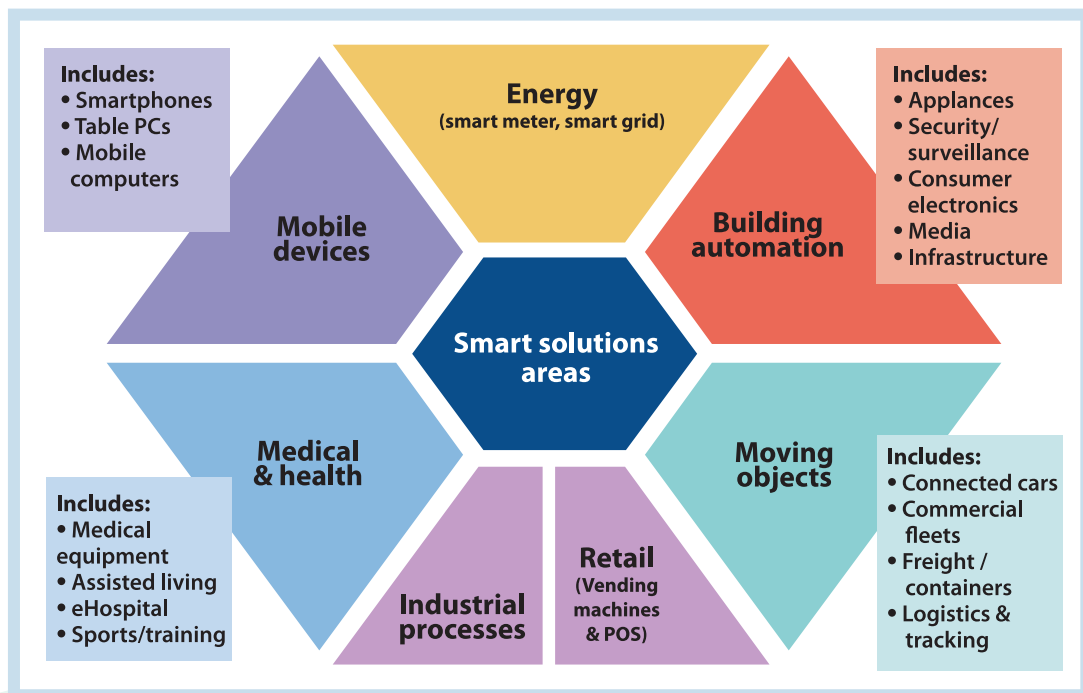 Includes:
• Smartphones
• Table PCs
• Mobile
computers
Energy
(smart meter, smart grid)
Includes:
• Applances
• Security/
surveillance
• Consumer
electronics
• Media
• Infrastructure
Mobile
devices
Building
automation
Smart solutions
areas
Medical
& health
Moving
objects
Includes:
• Medical
equipment
• Assisted living
• eHospital
• Sports/training
Industrial
processes
Retail
(Vending
machines
& POS)
Includes:
• Connected cars
• Commercial
fleets
• Freight /
containers
• Logistics &
tracking